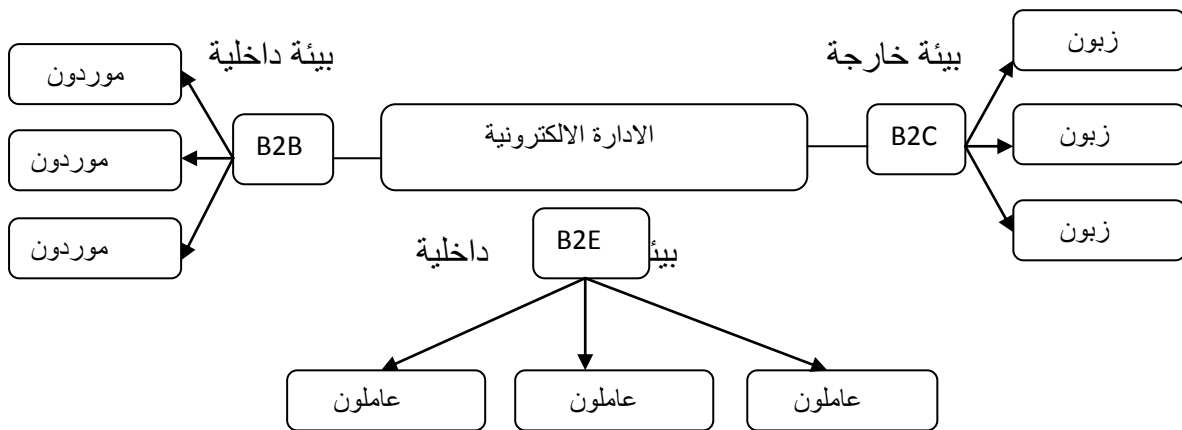 بيئة خارجة
بيئة داخلية
زبون
موردون
الادارة الالكترونية
B2C
B2B
زبون
موردون
زبون
موردون
B2E
داخلية
عاملون
عاملون
عاملون